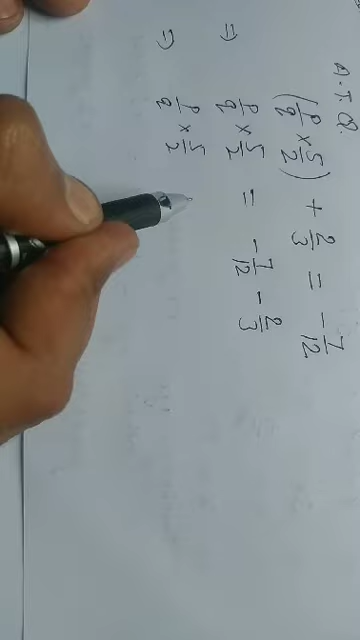 A.T.Q.
(p/q × 5/2) + 2/3 = - 7/12
⇒ p/q × 5/2 = - 7/12 - 2/3
⇒ p/q × 5/2